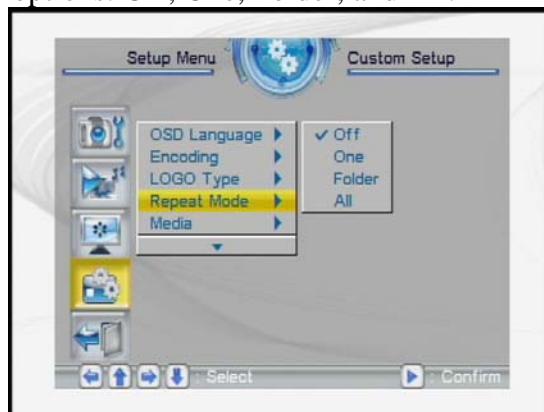 Setup Menu
Custom Setup
OSD Language
Encoding
LOGO Type
Repeat Mode
Media
✓ Off
One
Folder
All
: Select
: Confirm